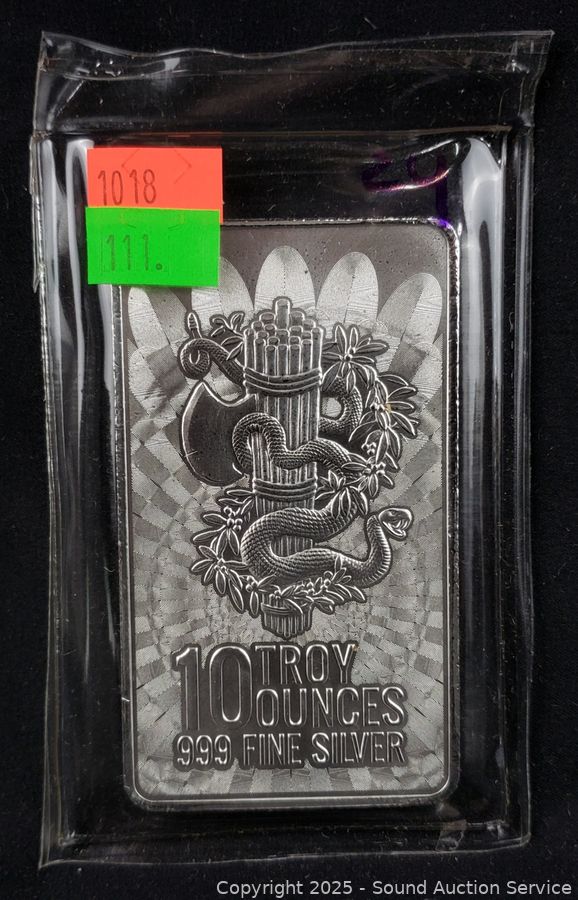 1018
111.
10 TROY
OUNCES
999 FINE SILVER
Copyright 2025 - Sound Auction Service